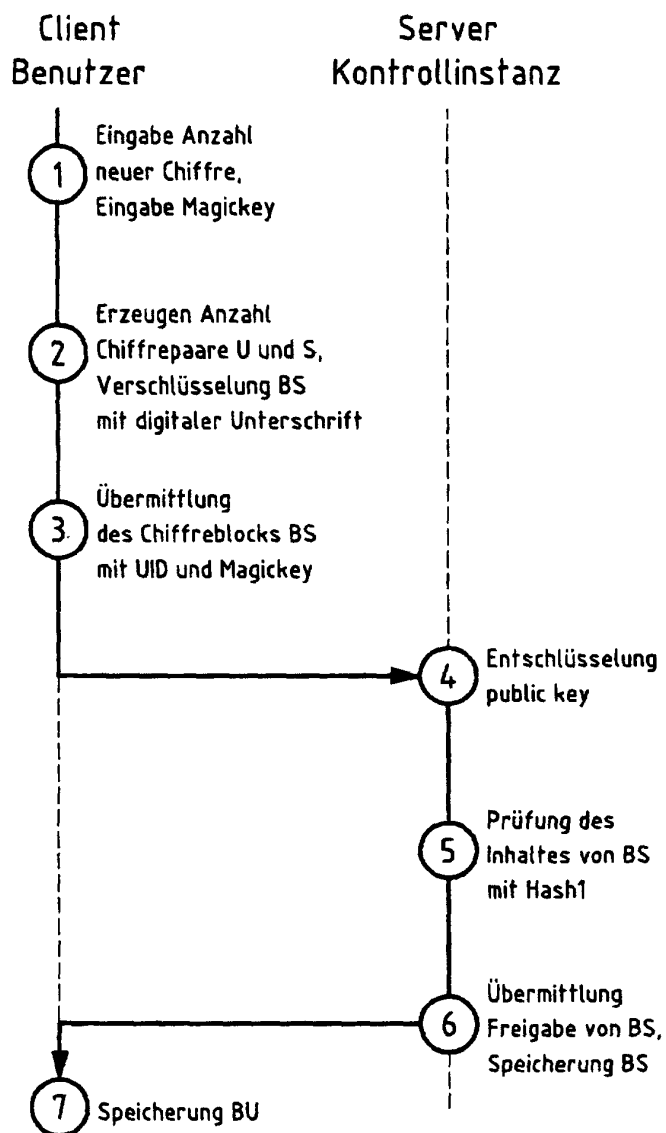 Client
Benutzer
Server
Kontrollinstanz
1
Eingabe Anzahl
neuer Chiffre,
Eingabe Magickey
2
Erzeugen Anzahl
Chiffrepaare U und S,
Verschlüsselung BS
mit digitaler Unterschrift
3
Übermittlung
des Chiffreblocks BS
mit UID und Magickey
4
Entschlüsselung
public key
5
Prüfung des
Inhaltes von BS
mit Hash1
6
Übermittlung
Freigabe von BS,
Speicherung BS
7
Speicherung BU